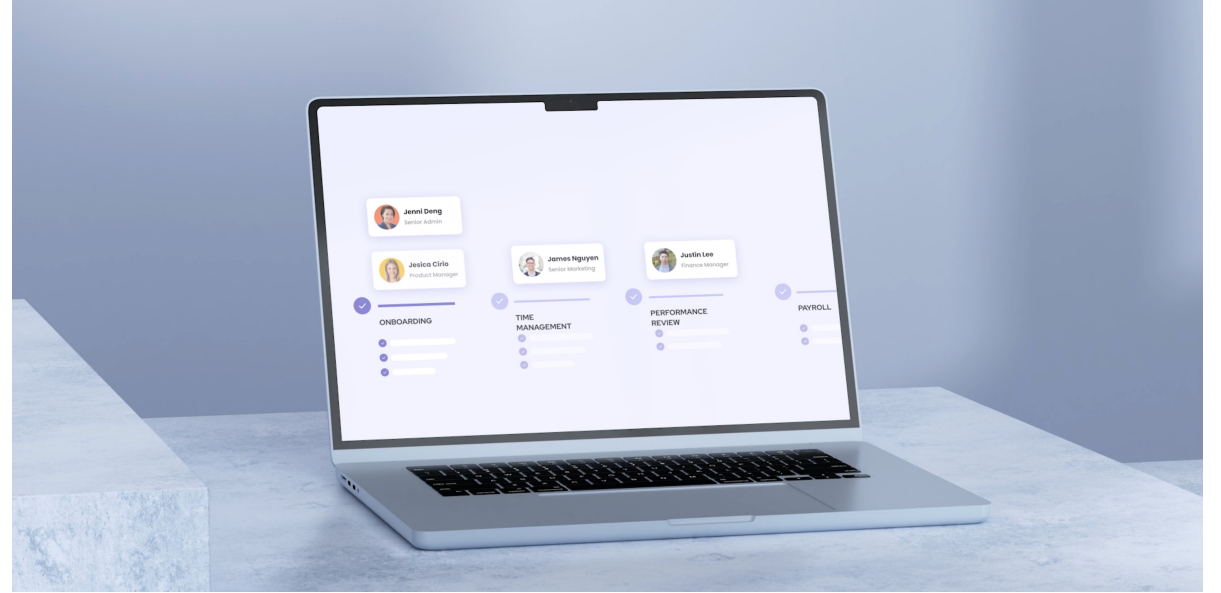 Jenni Deng
Senior Admin
Jesica Cirio
Product Manager
James Nguyen
Senior Marketing
Justin Lee
Finance Manager
ONBOARDING
TIME
MANAGEMENT
PERFORMANCE
REVIEW
PAYROLL